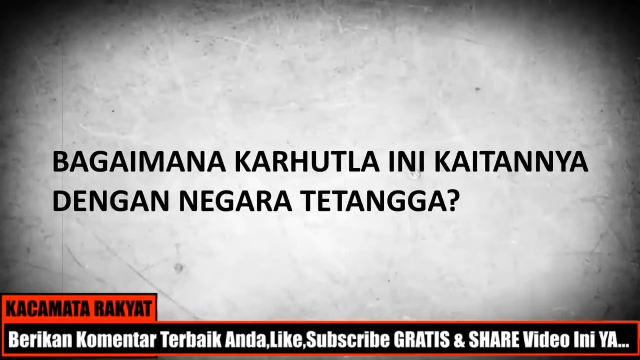 BAGAIMANA KARHUTLA INI KAITANNYA
DENGAN NEGARA TETANGGA?
KACAMATA RAKYAT
Berikan Komentar Terbaik Anda,Like,Subscribe GRATIS & SHARE Video Ini YA...